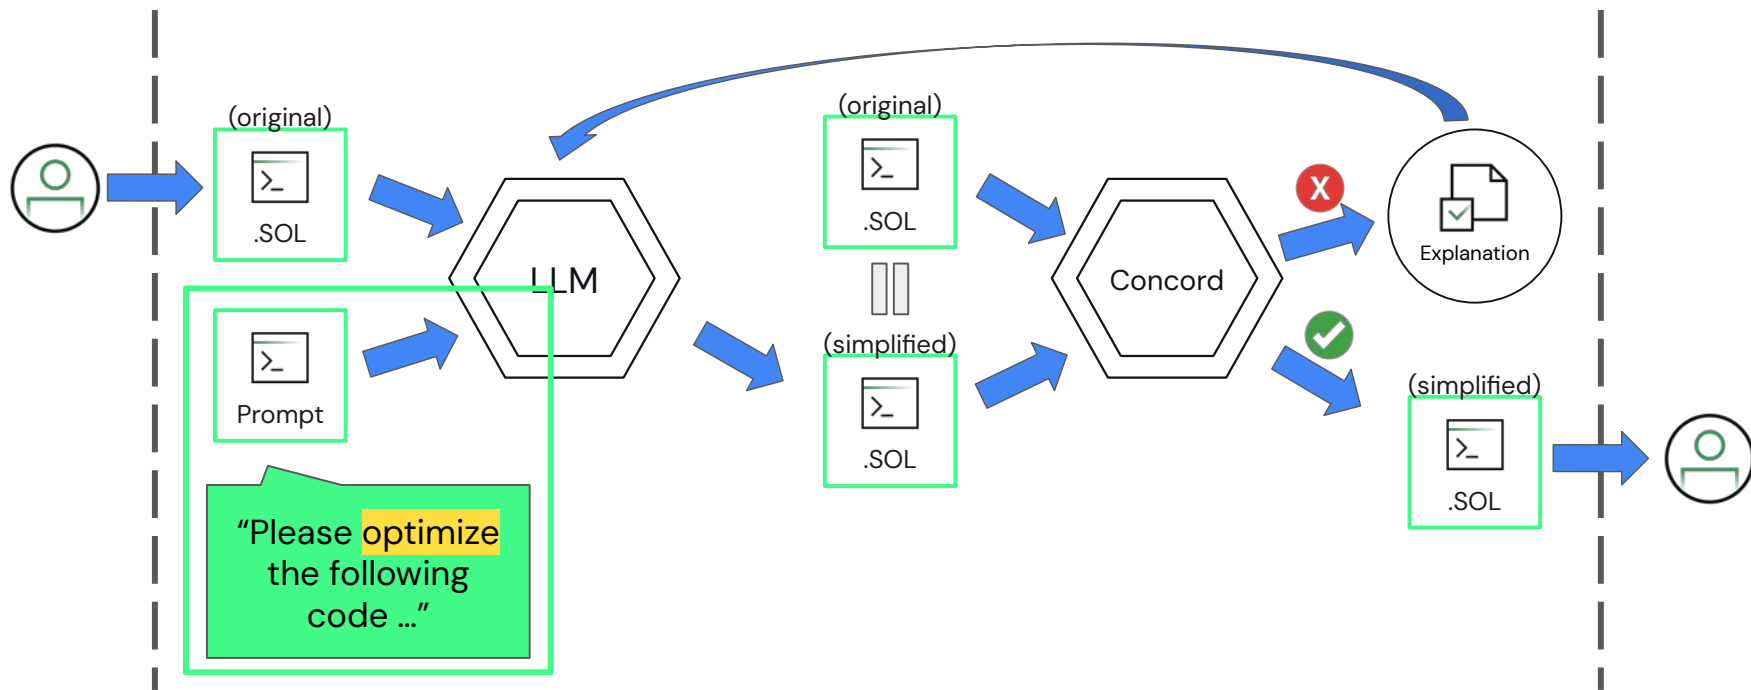 (original)
.SOL
Prompt
“Please optimize
the following
code ...”
LLM
(original)
.SOL
(simplified)
.SOL
Concord
X
Explanation
(simplified)
.SOL